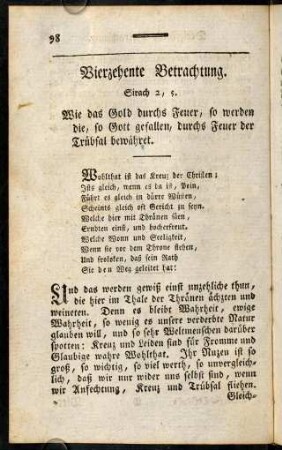 98
Vierzehente Betrachtung.
Sirach 2, 5.
Wie das Gold durchs Feuer, so werden
die, so Gott gefallen, durchs Feuer der
Trübsal bewähret.
Wohlthat ist das Kreuz der Christen;
Ists gleich, wenn es da ist, Pein,
Führt es gleich in dürre Wüsten,
Scheints gleich oft Gericht zu seyn.
Welche hier mit Thränen säen,
Erndten einst, und hocherfreut.
Welche Wonn und Seeligkeit,
Wenn sie vor dem Throne stehen,
Und froloken, das sein Rath
Sie den Weg geleitet hat:
Und das werden gewiß einst unzehliche thun,
die hier im Thale der Thränen ächzten und
weineten. Denn es bleibt Wahrheit, ewige
Wahrheit, so wenig es unsere verderbte Natur
glauben will, und so sehr Weltmenschen darüber
spotten: Kreuz und Leiden sind für Fromme und
Glaubige wahre Wohlthat. Ihr Nuzen ist so
groß, so wichtig, so viel werth, so unvergleich-
lich, daß wir nur wider uns selbst sind, wenn
wir Anfechtung, Kreuz und Trübsal fliehen.
Gleich-